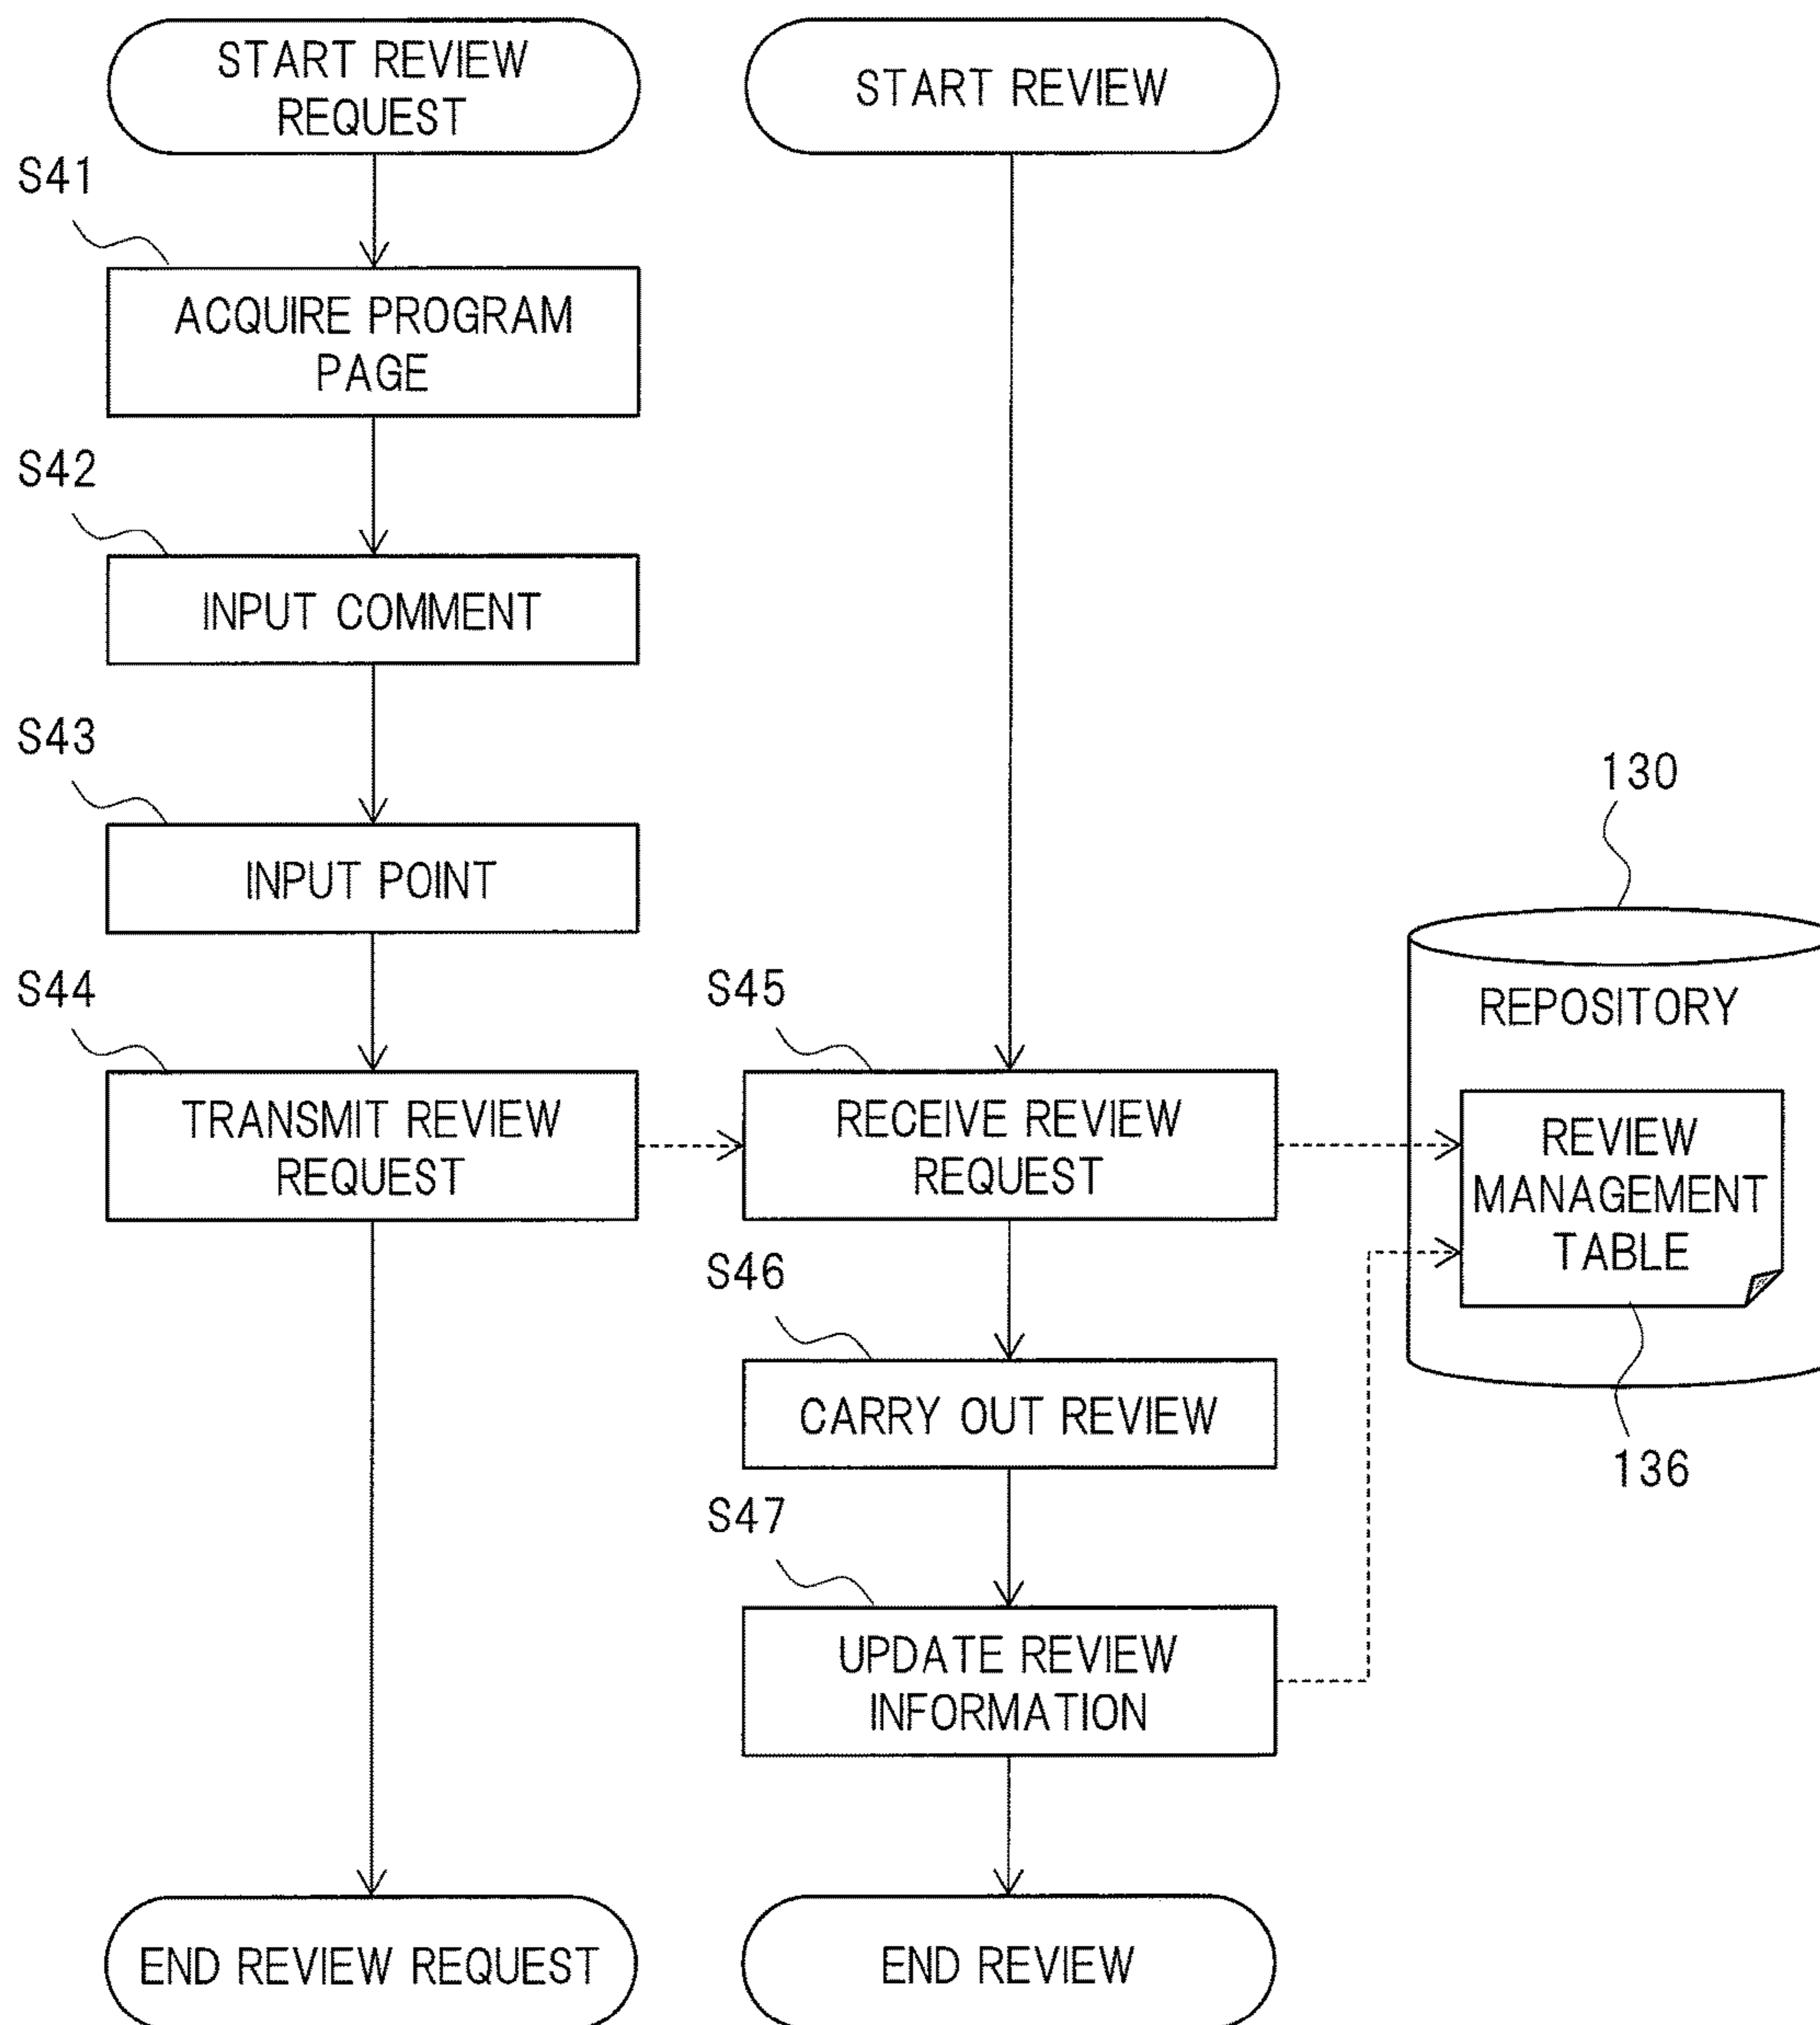 START REVIEW
REQUEST
S41
ACQUIRE PROGRAM
PAGE
S42
INPUT COMMENT
S43
INPUT POINT
S44
TRANSMIT REVIEW
REQUEST
END REVIEW REQUEST
START REVIEW
S45
RECEIVE REVIEW
REQUEST
S46
CARRY OUT REVIEW
S47
UPDATE REVIEW
INFORMATION
END REVIEW
130
REPOSITORY
REVIEW
MANAGEMENT
TABLE
136